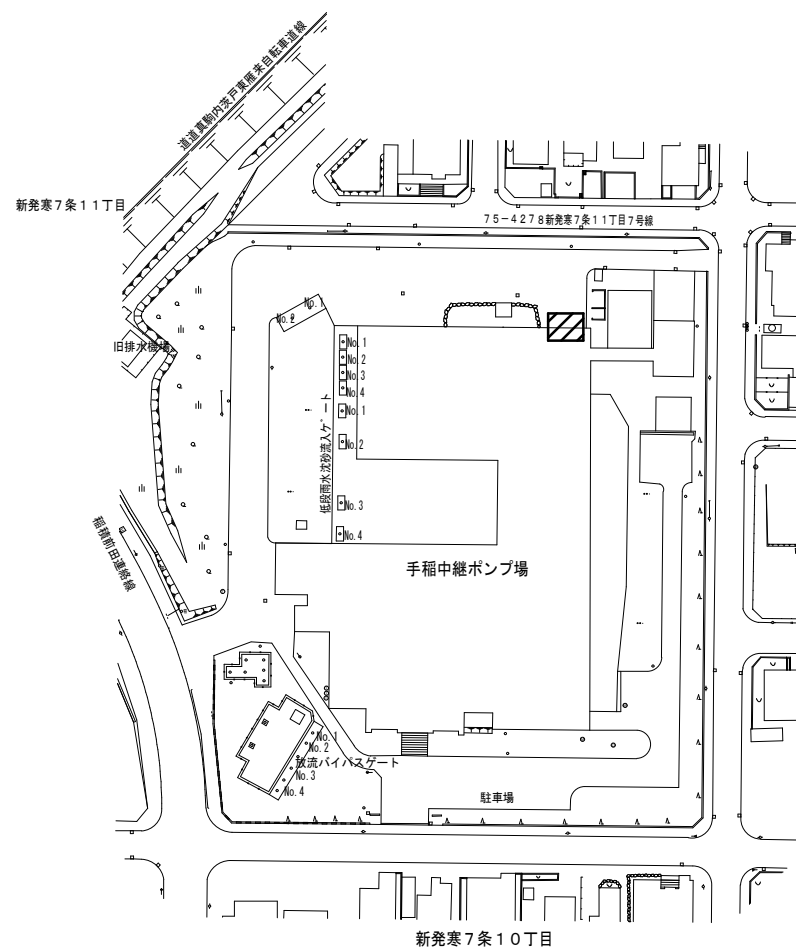 道道真駒内茨戸東雁来自転車道線
新発寒7条11丁目
75-4278新発寒7条11丁目7号線
No.1
No.2
旧排水機場
No.1
No.2
No.3
No.4
No.1
No.2
No.3
No.4
低段雨水沈砂流入ゲート
稲積前田連絡線
手稲中継ポンプ場
No.1
No.2
放流バイパスゲート
No.3
No.4
駐車場
新発寒7条10丁目